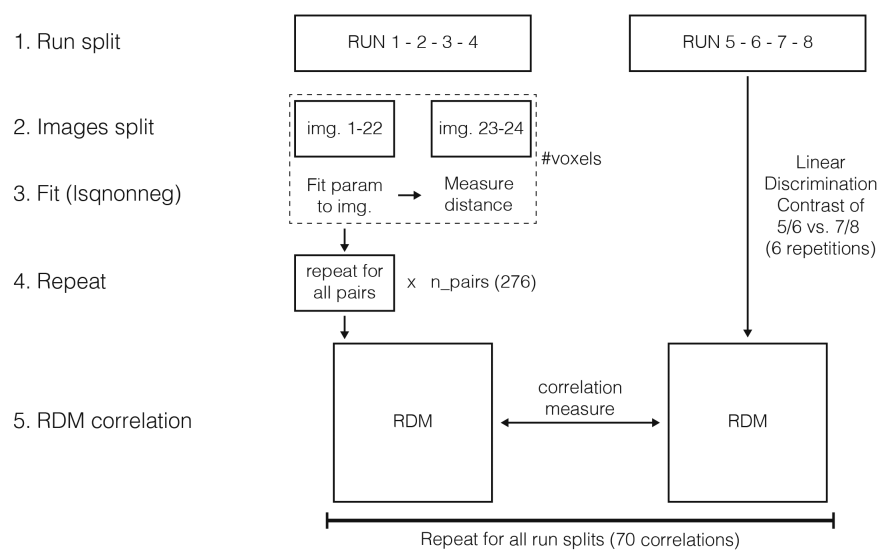 1. Run split
RUN 1 - 2 - 3 - 4
RUN 5 - 6 - 7 - 8
2. Images split
img. 1-22
img. 23-24
#voxels
3. Fit (lsqnonneg)
Fit param
to img.
Measure
distance
Linear
Discrimination
Contrast of
5/6 vs. 7/8
(6 repetitions)
4. Repeat
repeat for
all pairs
x n_pairs (276)
5. RDM correlation
RDM
correlation
measure
RDM
Repeat for all run splits (70 correlations)